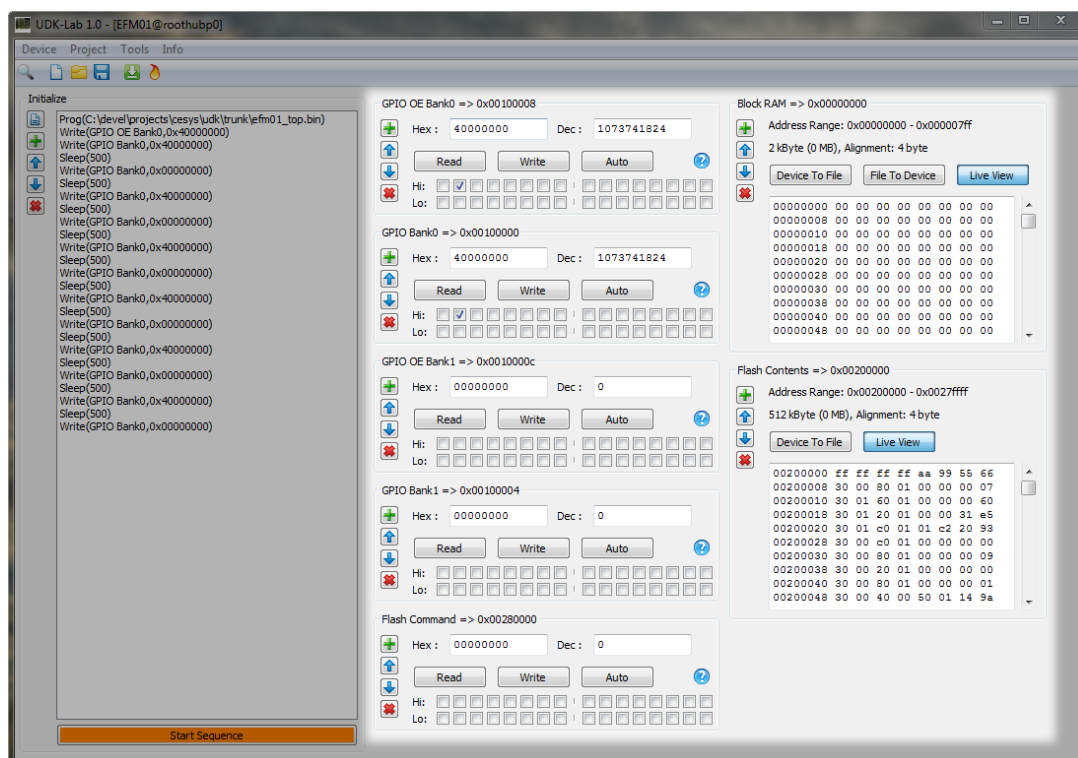 UDK-Lab 1.0 - [EFM01@roothubp0]
Device Project Tools Info
Initialize
Prog(C:\devel\projects\cesys\udk\trunk\efm01_top.bin)
Write(GPIO OE Bank0,0x40000000)
Write(GPIO Bank0,0x40000000)
Sleep(500)
Write(GPIO Bank0,0x00000000)
Sleep(500)
Write(GPIO Bank0,0x40000000)
Sleep(500)
Write(GPIO Bank0,0x00000000)
Sleep(500)
Write(GPIO Bank0,0x40000000)
Sleep(500)
Write(GPIO Bank0,0x00000000)
Sleep(500)
Write(GPIO Bank0,0x40000000)
Sleep(500)
Write(GPIO Bank0,0x00000000)
Sleep(500)
Write(GPIO Bank0,0x40000000)
Sleep(500)
Write(GPIO Bank0,0x00000000)
Sleep(500)
Write(GPIO Bank0,0x40000000)
Sleep(500)
Write(GPIO Bank0,0x00000000)
Start Sequence
GPIO OE Bank0 => 0x00100008
Hex : 40000000 Dec : 1073741824
Read Write Auto
Hi:
Lo:
GPIO Bank0 => 0x00100000
Hex : 40000000 Dec : 1073741824
Read Write Auto
Hi:
Lo:
GPIO OE Bank1 => 0x0010000c
Hex : 00000000 Dec : 0
Read Write Auto
Hi:
Lo:
GPIO Bank1 => 0x00100004
Hex : 00000000 Dec : 0
Read Write Auto
Hi:
Lo:
Flash Command => 0x00280000
Hex : 00000000 Dec : 0
Read Write Auto
Hi:
Lo:
Block RAM => 0x00000000
Address Range: 0x00000000 - 0x000007ff
2 kByte (0 MB), Alignment: 4 byte
Device To File File To Device Live View
00000000 00 00 00 00 00 00 00 00
00000008 00 00 00 00 00 00 00 00
00000010 00 00 00 00 00 00 00 00
00000018 00 00 00 00 00 00 00 00
00000020 00 00 00 00 00 00 00 00
00000028 00 00 00 00 00 00 00 00
00000030 00 00 00 00 00 00 00 00
00000038 00 00 00 00 00 00 00 00
00000040 00 00 00 00 00 00 00 00
00000048 00 00 00 00 00 00 00 00
Flash Contents => 0x00200000
Address Range: 0x00200000 - 0x0027ffff
512 kByte (0 MB), Alignment: 4 byte
Device To File Live View
00200000 ff ff ff ff aa 99 55 66
00200008 30 00 80 01 00 00 00 07
00200010 30 01 60 01 00 00 00 60
00200018 30 01 20 01 00 00 31 e5
00200020 30 01 c0 01 01 c2 20 93
00200028 30 00 c0 01 00 00 00 00
00200030 30 00 80 01 00 00 00 09
00200038 30 00 20 01 00 00 00 00
00200040 30 00 80 01 00 00 00 01
00200048 30 00 40 00 50 01 14 9a